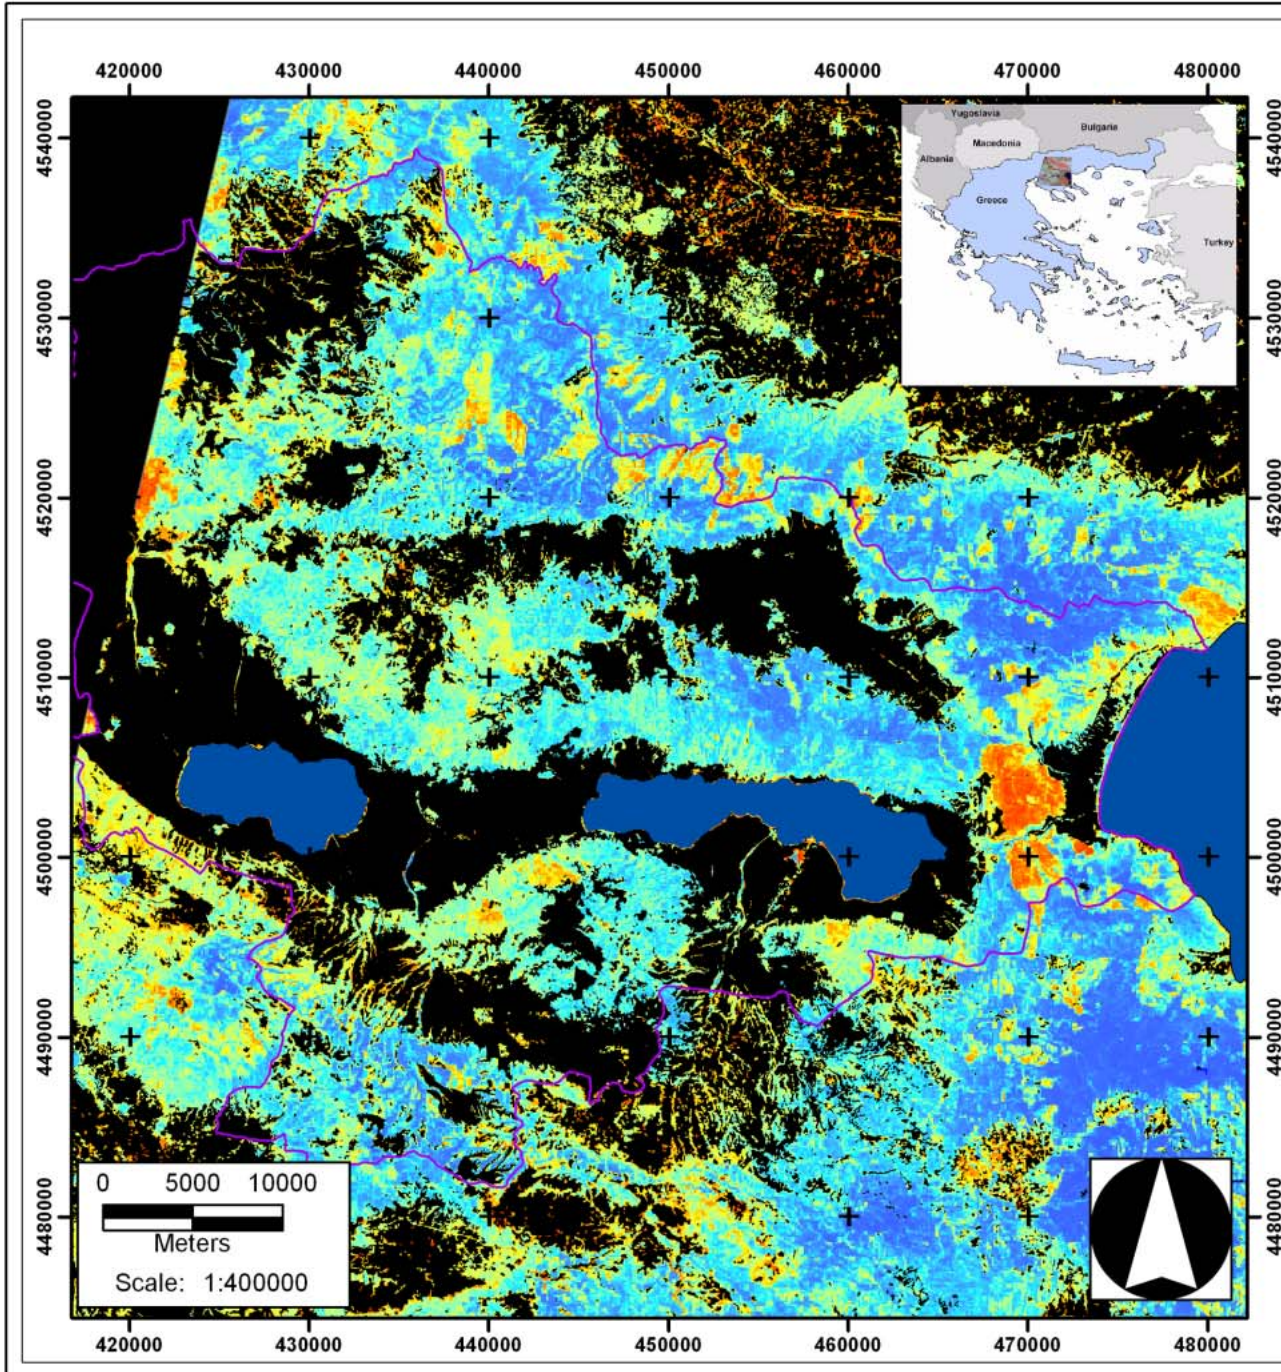 420000 430000 440000 450000 460000 470000 480000
4540000 4540000
Yugoslavia
Bulgaria
Macedonia
Albania
Greece
Turkey
4530000 4530000
4520000 4520000
4510000 4510000
4500000 4500000
4490000 4490000
4480000 4480000
0 5000 10000
Meters
Scale: 1:400000
420000 430000 440000 450000 460000 470000 480000